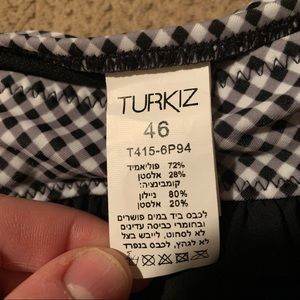 TURKIZ
46
T415-6P94
72% פוליאמיד
28% אלסטן
קומבינציה:
80% ניילון
20% אלסטן
לכבס ביד במים פושרים
ובחומרי כביסה עדינים
לא לסחוט, לייבש בצל
לא לגהץ, לכבס בנפרד